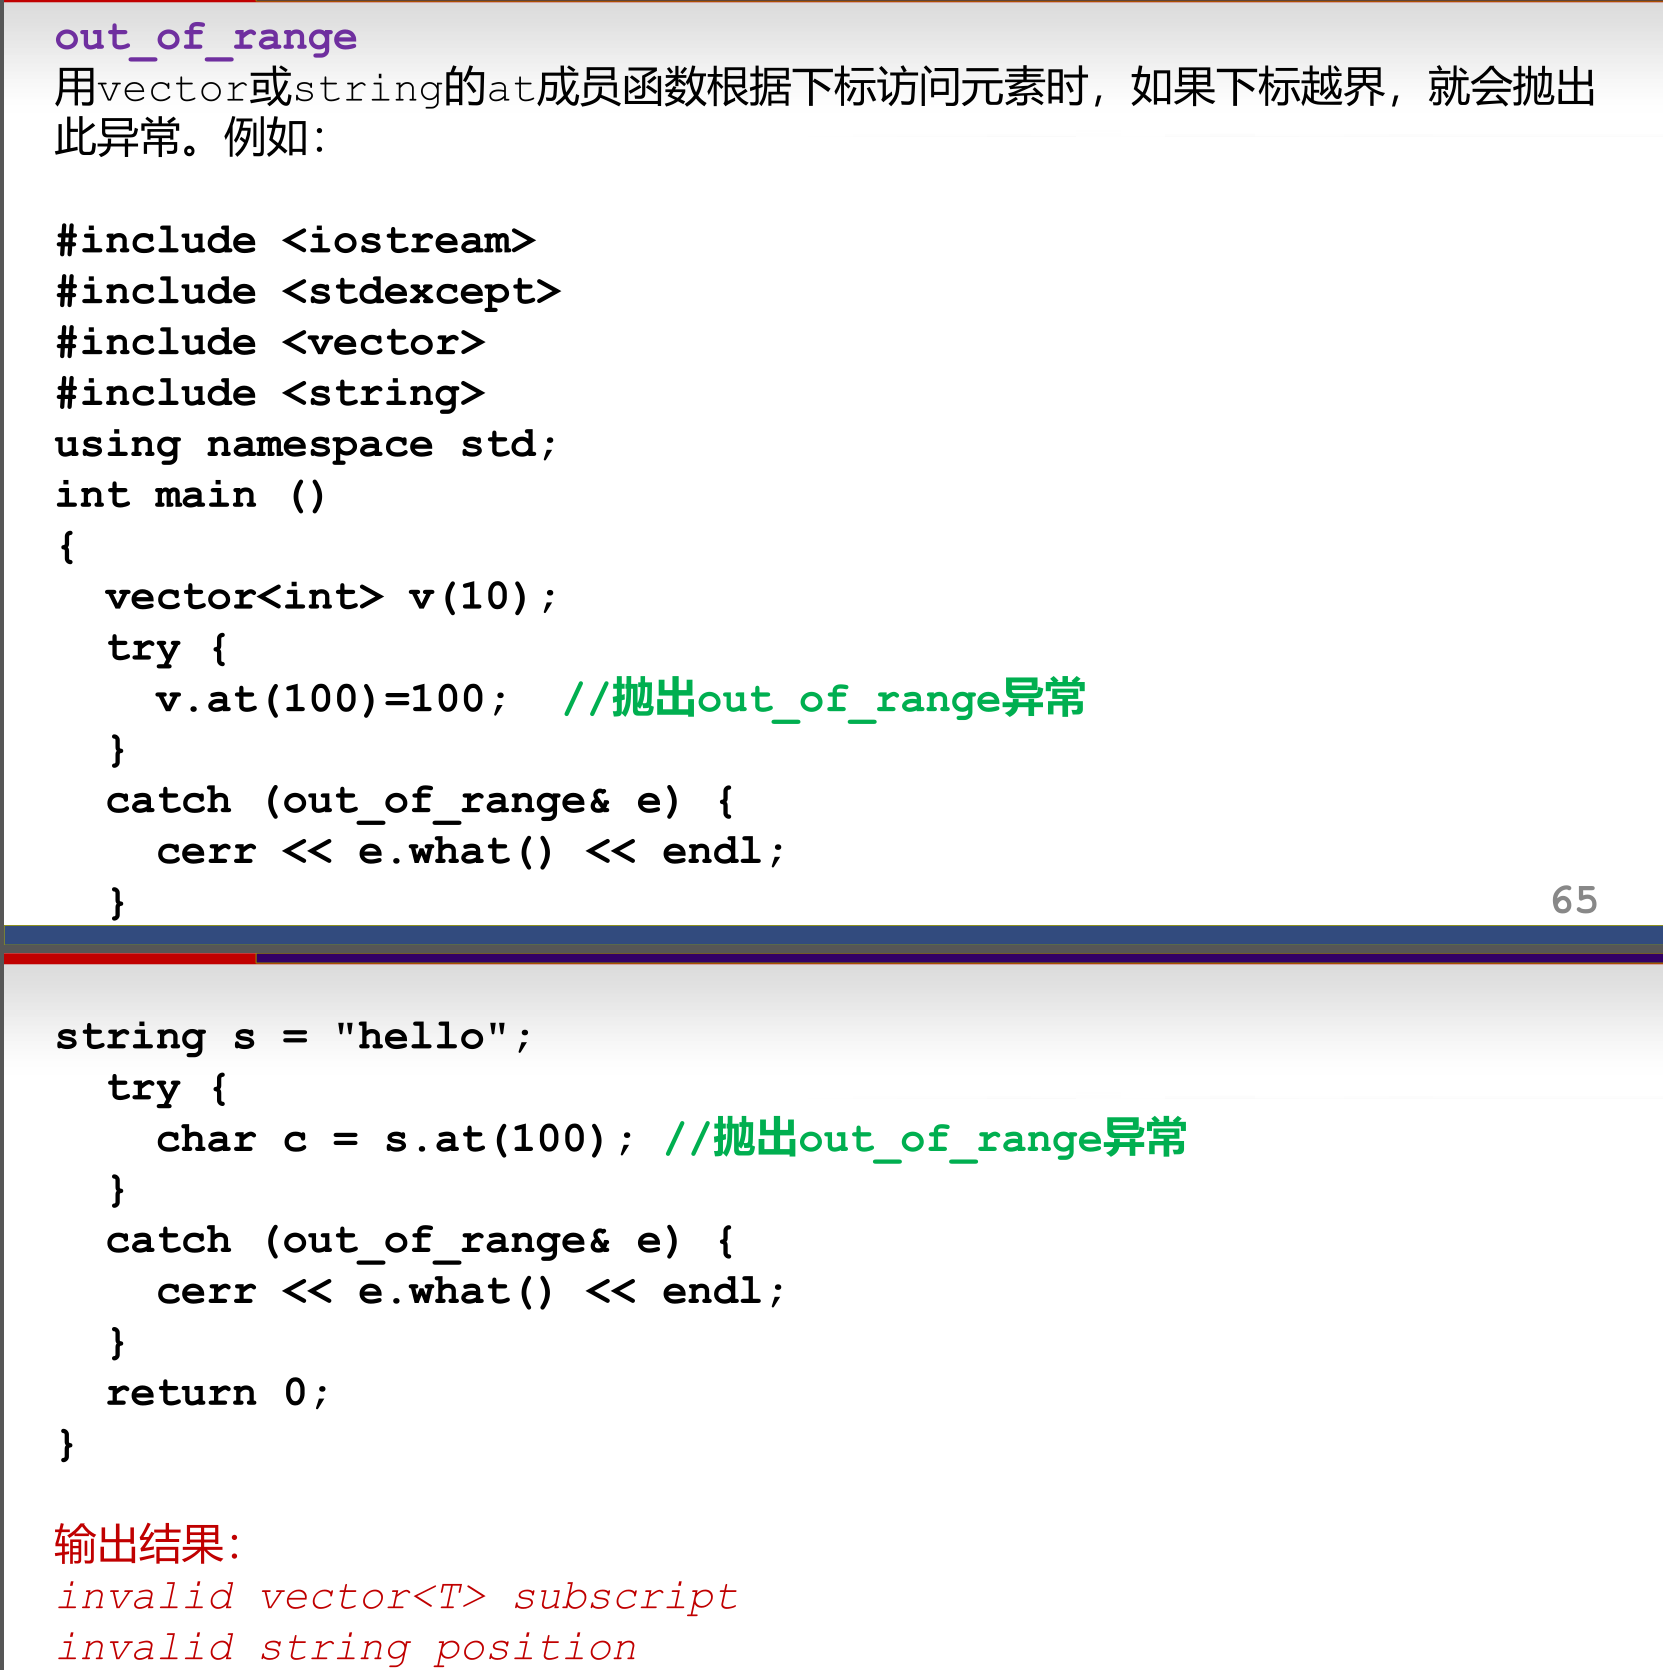 out_of_range
用vector或string的at成员函数根据下标访问元素时，如果下标越界，就会抛出
此异常。例如：
#include <iostream>
#include <stdexcept>
#include <vector>
#include <string>
using namespace std;
int main ()
{
  vector<int> v(10);
  try {
    v.at(100)=100;  //抛出out_of_range异常
  }
  catch (out_of_range& e) {
    cerr << e.what() << endl;
  }
65
string s = "hello";
  try {
    char c = s.at(100); //抛出out_of_range异常
  }
  catch (out_of_range& e) {
    cerr << e.what() << endl;
  }
  return 0;
}
输出结果：
invalid vector<T> subscript
invalid string position